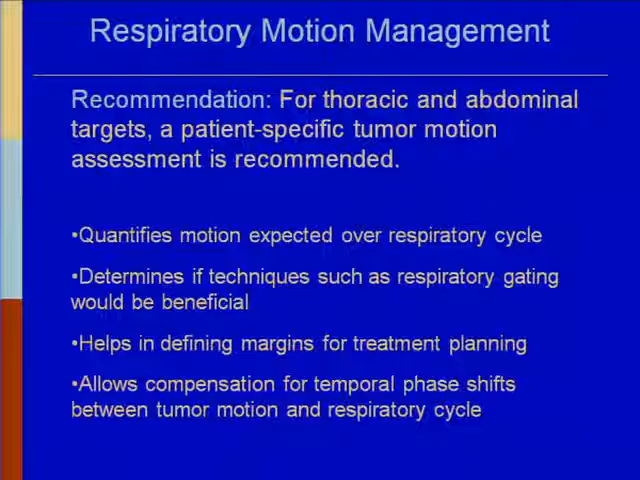 Respiratory Motion Management
Recommendation: For thoracic and abdominal
targets, a patient-specific tumor motion
assessment is recommended.
•Quantifies motion expected over respiratory cycle
•Determines if techniques such as respiratory gating
would be beneficial
•Helps in defining margins for treatment planning
•Allows compensation for temporal phase shifts
between tumor motion and respiratory cycle